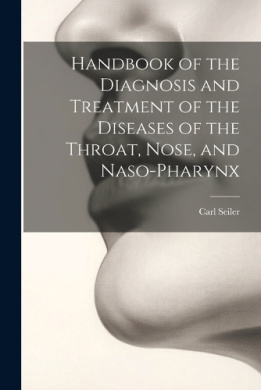 Handbook of the
Diagnosis and
Treatment of the
Diseases of the
Throat, Nose, and
Naso-Pharynx
Carl Seiler